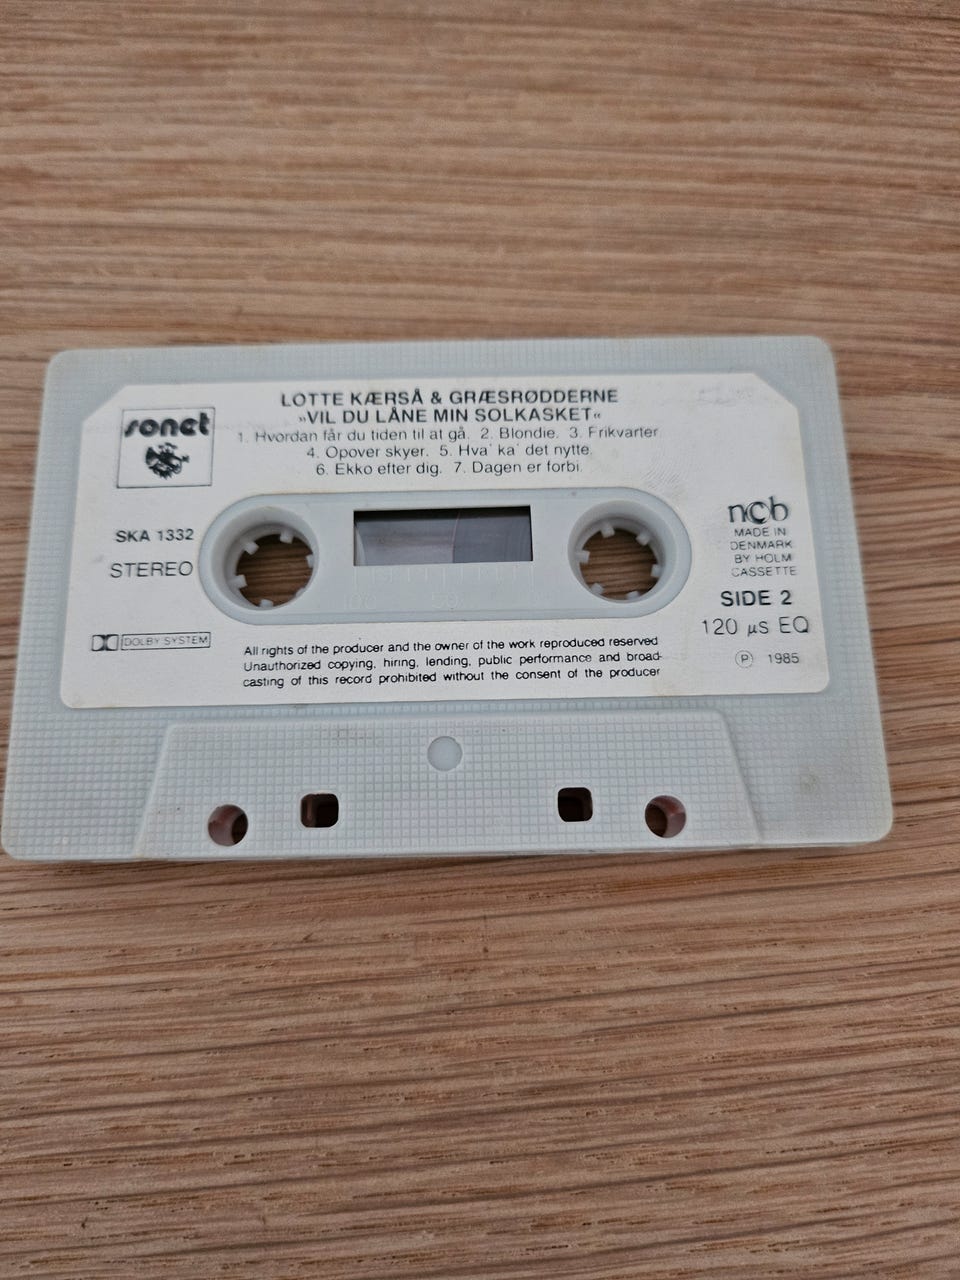 LOTTE KÆRSÅ & GRÆSRØDDERNE
»VIL DU LÅNE MIN SOLKASKET«
1. Hvordan får du tiden til at gå. 2. Blondie. 3. Frikvarter.
4. Opover skyer. 5. Hva' ka' det nytte.
6. Ekko efter dig. 7. Dagen er forbi.
sonet
SKA 1332
STEREO
DOLBY SYSTEM
ncb
MADE IN
DENMARK
BY HOLM
CASSETTE
SIDE 2
120 µs EQ
Ⓟ 1985
100 50
All rights of the producer and the owner of the work reproduced reserved
Unauthorized copying, hiring, lending, public performance and broad-
casting of this record prohibited without the consent of the producer